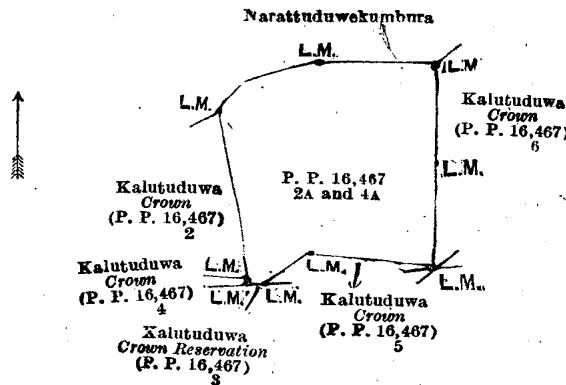 Narattuduwekumbura
L.M.
L.M.
L.M.
Kalutuduwa
Crown
(P. P. 16,467)
6
L.M.
P. P. 16,467
2A and 4A
Kalutuduwa
Crown
(P. P. 16,467)
2
L.M.
L.M.
L.M.
Kalutuduwa
Crown
(P. P. 16,467)
4
L.M.
L.M.
Kalutuduwa
Crown
(P. P. 16,467)
5
Kalutuduwa
Crown Reservation
(P. P. 16,467)
3